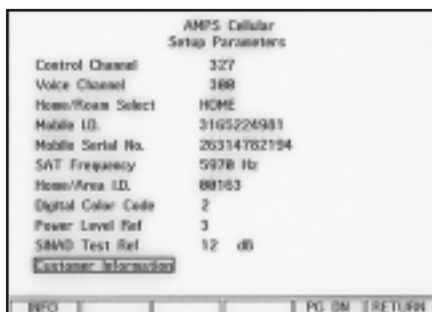 AMPS Cellular
Setup Parameters
Control Channel 327
Voice Channel 300
Home/Roam Select HOME
Mobile I.D. 3165224981
Mobile Serial No. 26314782194
SAT Frequency 5970 Hz
Home/Area I.D. 00163
Digital Color Code 2
Power Level Ref 3
SINAD Test Ref 12 dB
Customer Information
INFO PG DN RETURN